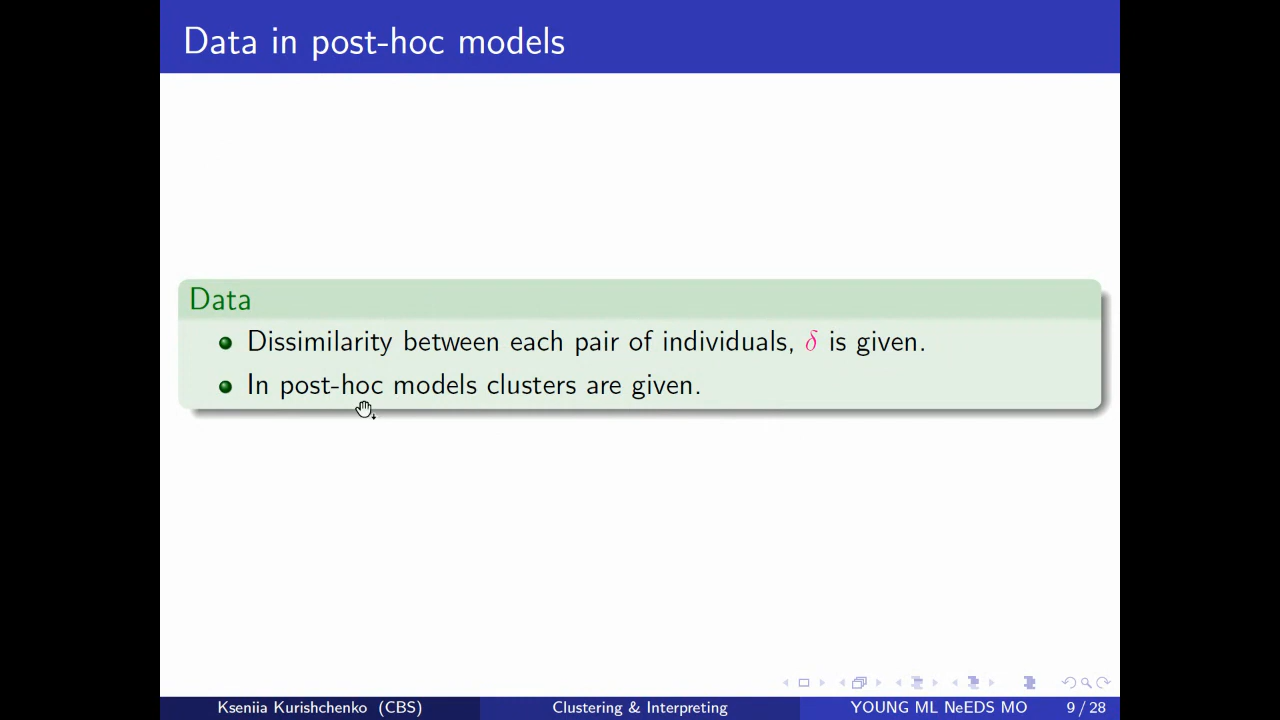 Data in post-hoc models
Data
Dissimilarity between each pair of individuals, δ is given.
In post-hoc models clusters are given.
Kseniia Kurishchenko (CBS) Clustering & Interpreting YOUNG ML NeEDS MO 9 / 28